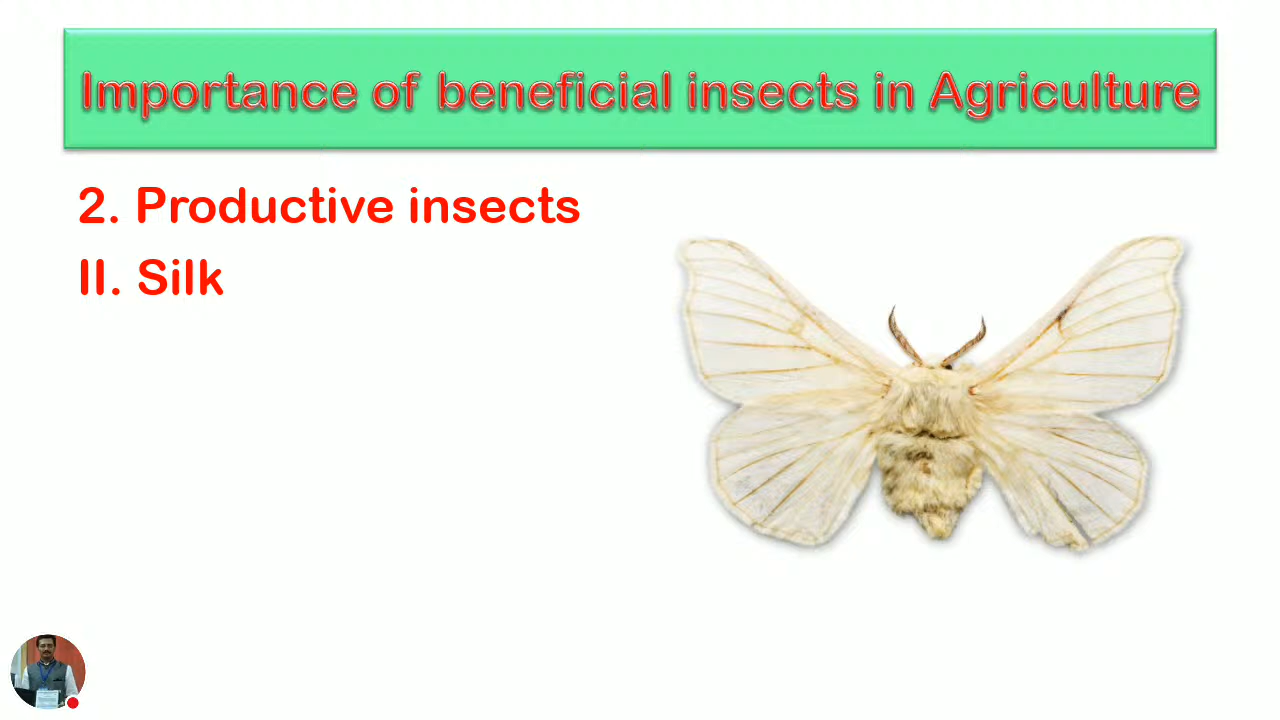 Importance of beneficial insects in Agriculture
2. Productive insects
II. Silk